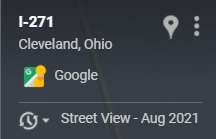 I-271
Cleveland, Ohio
Google
Street View - Aug 2021